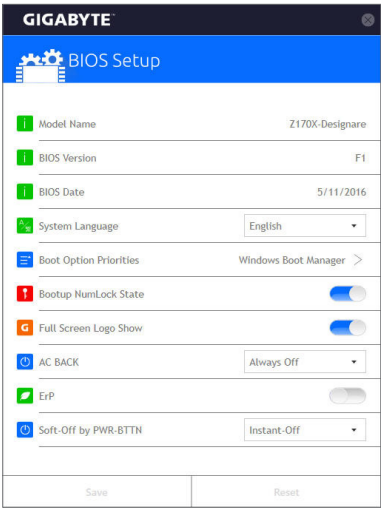 GIGABYTE™
BIOS Setup
Model Name Z170X-Designare
BIOS Version F1
BIOS Date 5/11/2016
System Language English
Boot Option Priorities Windows Boot Manager >
Bootup NumLock State
G Full Screen Logo Show
AC BACK Always Off
ErP
Soft-Off by PWR-BTTN Instant-Off
Save Reset